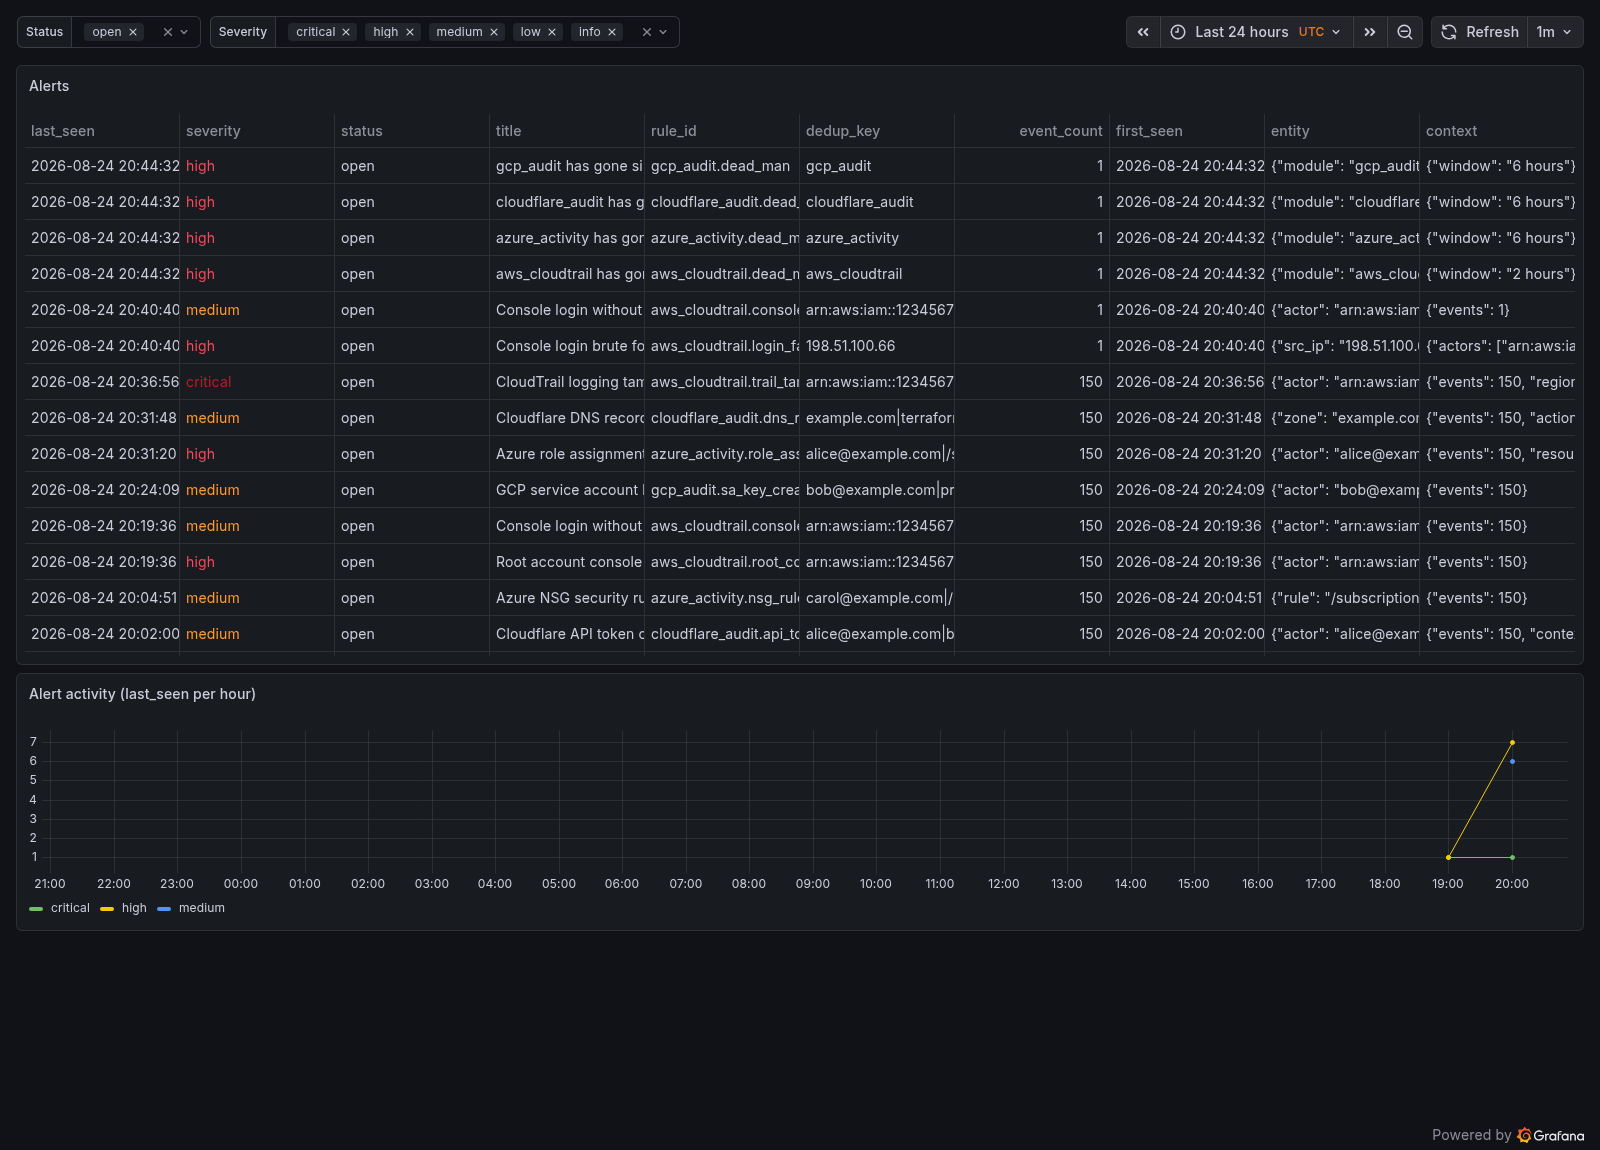 Status open Severity critical high medium low info Last 24 hours UTC Refresh 1m
Alerts
last_seen severity status title rule_id dedup_key event_count first_seen entity context
2026-08-24 20:44:32 high open gcp_audit has gone si gcp_audit.dead_man gcp_audit 1 2026-08-24 20:44:32 {"module": "gcp_audit {"window": "6 hours"}
2026-08-24 20:44:32 high open cloudflare_audit has g cloudflare_audit.dead_ cloudflare_audit 1 2026-08-24 20:44:32 {"module": "cloudflare {"window": "6 hours"}
2026-08-24 20:44:32 high open azure_activity has gon azure_activity.dead_m azure_activity 1 2026-08-24 20:44:32 {"module": "azure_act {"window": "6 hours"}
2026-08-24 20:44:32 high open aws_cloudtrail has gon aws_cloudtrail.dead_m aws_cloudtrail 1 2026-08-24 20:44:32 {"module": "aws_clou {"window": "2 hours"}
2026-08-24 20:40:40 medium open Console login without aws_cloudtrail.console arn:aws:iam::1234567 1 2026-08-24 20:40:40 {"actor": "arn:aws:iam {"events": 1}
2026-08-24 20:40:40 high open Console login brute fo aws_cloudtrail.login_fa 198.51.100.66 1 2026-08-24 20:40:40 {"src_ip": "198.51.100.6 {"actors": ["arn:aws:ia
2026-08-24 20:36:56 critical open CloudTrail logging tam aws_cloudtrail.trail_tam arn:aws:iam::1234567 150 2026-08-24 20:36:56 {"actor": "arn:aws:iam {"events": 150, "region
2026-08-24 20:31:48 medium open Cloudflare DNS record cloudflare_audit.dns_r example.com|terraform 150 2026-08-24 20:31:48 {"zone": "example.com {"events": 150, "action
2026-08-24 20:31:20 high open Azure role assignment azure_activity.role_ass alice@example.com|/s 150 2026-08-24 20:31:20 {"actor": "alice@exam {"events": 150, "resou
2026-08-24 20:24:09 medium open GCP service account k gcp_audit.sa_key_crea bob@example.com|pr 150 2026-08-24 20:24:09 {"actor": "bob@examp {"events": 150}
2026-08-24 20:19:36 medium open Console login without aws_cloudtrail.console arn:aws:iam::1234567 150 2026-08-24 20:19:36 {"actor": "arn:aws:iam {"events": 150}
2026-08-24 20:19:36 high open Root account console aws_cloudtrail.root_co arn:aws:iam::1234567 150 2026-08-24 20:19:36 {"actor": "arn:aws:iam {"events": 150}
2026-08-24 20:04:51 medium open Azure NSG security ru azure_activity.nsg_rule carol@example.com|/ 150 2026-08-24 20:04:51 {"rule": "/subscription {"events": 150}
2026-08-24 20:02:00 medium open Cloudflare API token c cloudflare_audit.api_to alice@example.com|b 150 2026-08-24 20:02:00 {"actor": "alice@exam {"events": 150, "conte
Alert activity (last_seen per hour)
7
6
5
4
3
2
1
21:00 22:00 23:00 00:00 01:00 02:00 03:00 04:00 05:00 06:00 07:00 08:00 09:00 10:00 11:00 12:00 13:00 14:00 15:00 16:00 17:00 18:00 19:00 20:00
critical high medium
Powered by Grafana